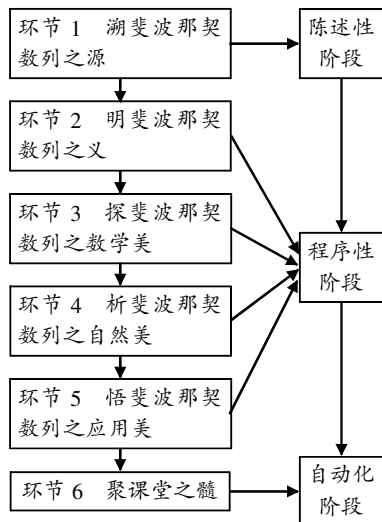 环节 1 溯斐波那契
数列之源
陈述性
阶段
环节 2 明斐波那契
数列之义
环节 3 探斐波那契
数列之数学美
程序性
阶段
环节 4 析斐波那契
数列之自然美
环节 5 悟斐波那契
数列之应用美
环节 6 聚课堂之髓
自动化
阶段